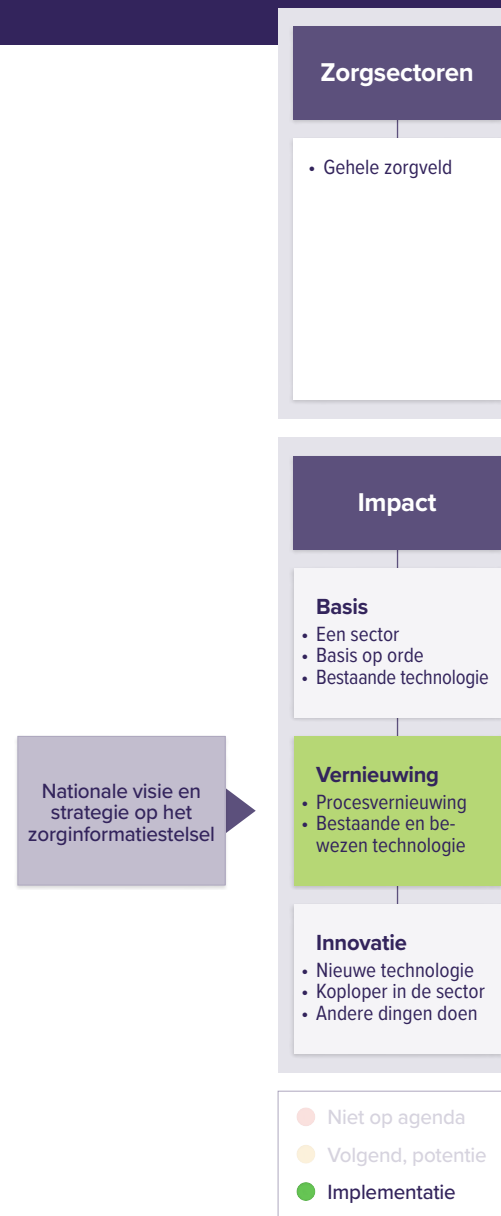 Zorgsectoren
• Gehele zorgveld
Impact
Basis
• Een sector
• Basis op orde
• Bestaande technologie
Nationale visie en
strategie op het
zorginformatiestelsel
Vernieuwing
• Procesvernieuwing
• Bestaande en be-
wezen technologie
Innovatie
• Nieuwe technologie
• Koploper in de sector
• Andere dingen doen
Niet op agenda
Volgend, potentie
Implementatie